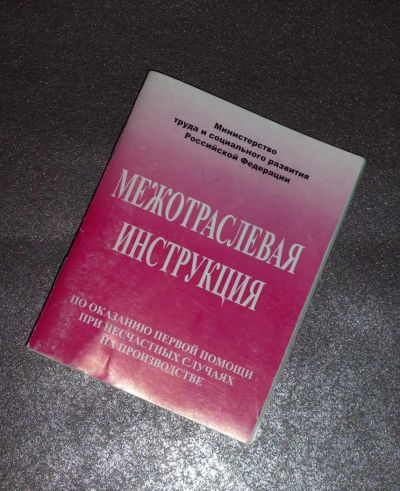 Министерство
труда и социального развития
Российской Федерации
МЕЖОТРАСЛЕВАЯ
ИНСТРУКЦИЯ
ПО ОКАЗАНИЮ ПЕРВОЙ ПОМОЩИ
ПРИ НЕСЧАСТНЫХ СЛУЧАЯХ
НА ПРОИЗВОДСТВЕ